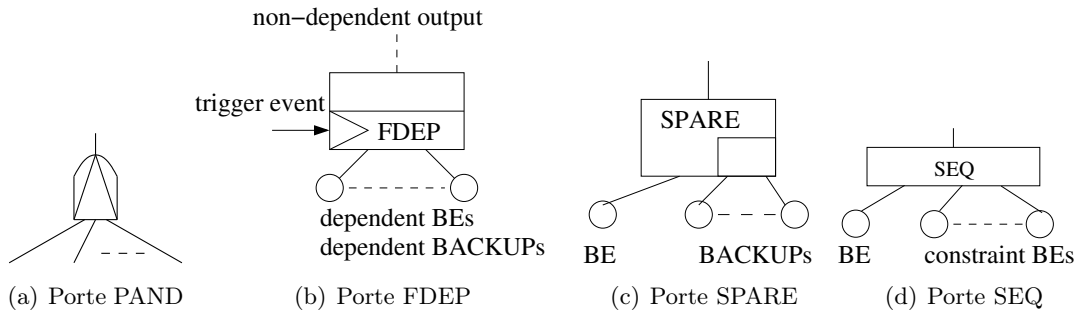 non-dependent output
trigger event
FDEP
dependent BEs
dependent BACKUPs
SPARE
BE
BACKUPS
SEQ
BE
constraint BEs
(a) Porte PAND
(b) Porte FDEP
(c) Porte SPARE
(d) Porte SEQ